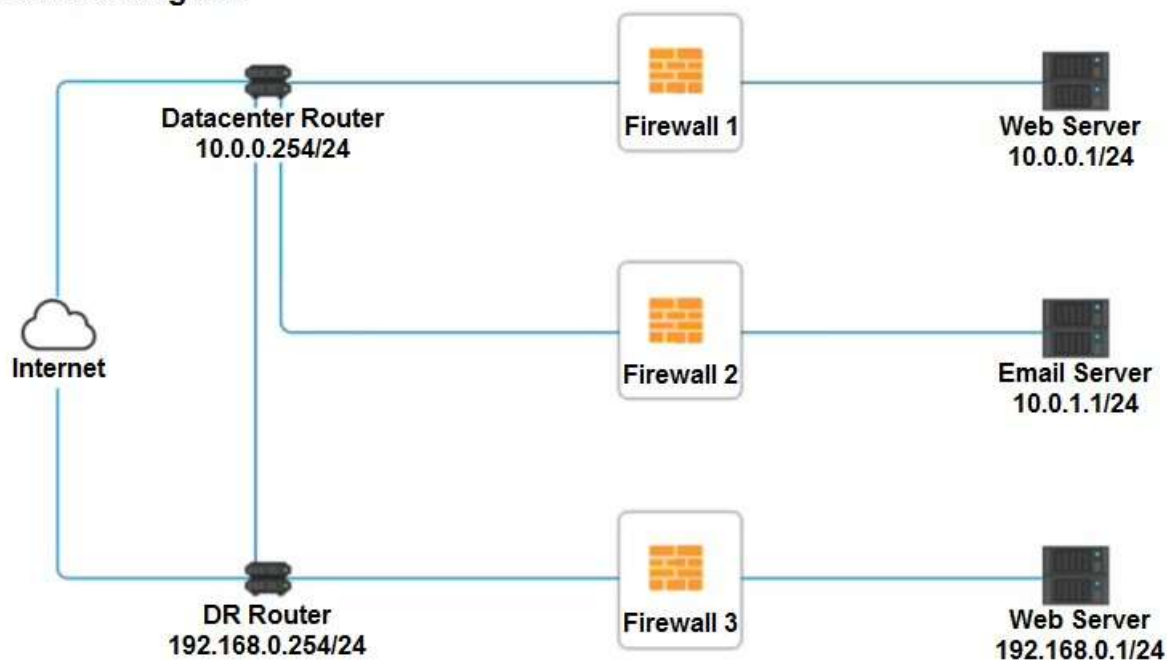 Datacenter Router
10.0.0.254/24
Firewall 1
Web Server
10.0.0.1/24
Internet
Firewall 2
Email Server
10.0.1.1/24
DR Router
192.168.0.254/24
Firewall 3
Web Server
192.168.0.1/24